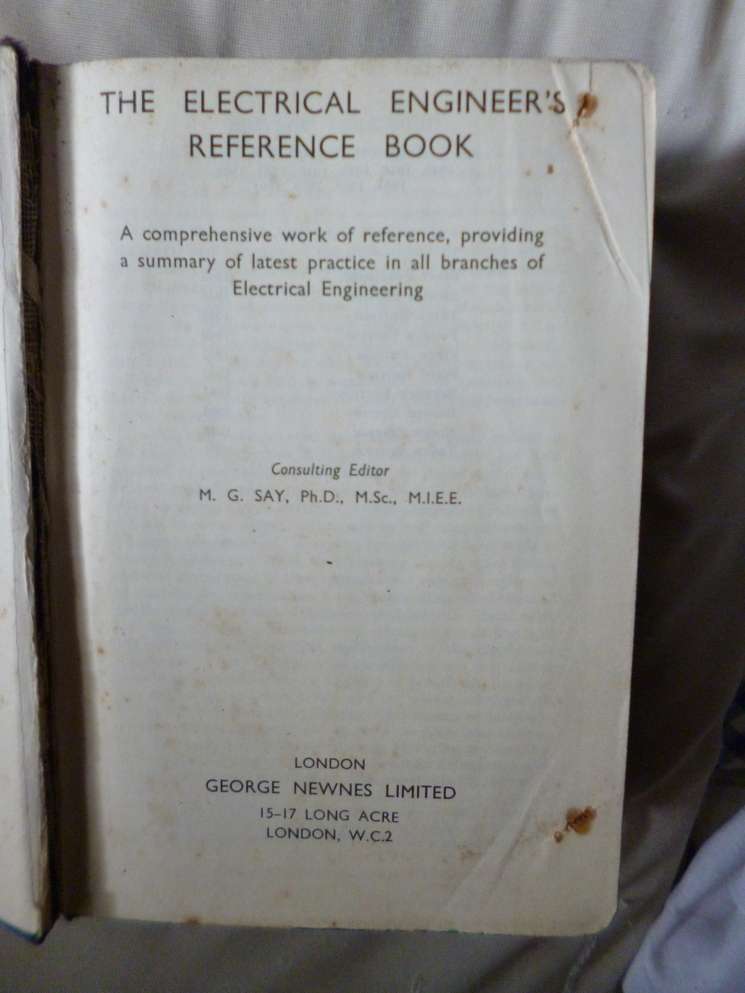 THE ELECTRICAL ENGINEER'S
REFERENCE BOOK
A comprehensive work of reference, providing
a summary of latest practice in all branches of
Electrical Engineering
Consulting Editor
M. G. SAY, Ph.D., M.Sc., M.I.E.E.
LONDON
GEORGE NEWNES LIMITED
15–17 LONG ACRE
LONDON, W.C.2